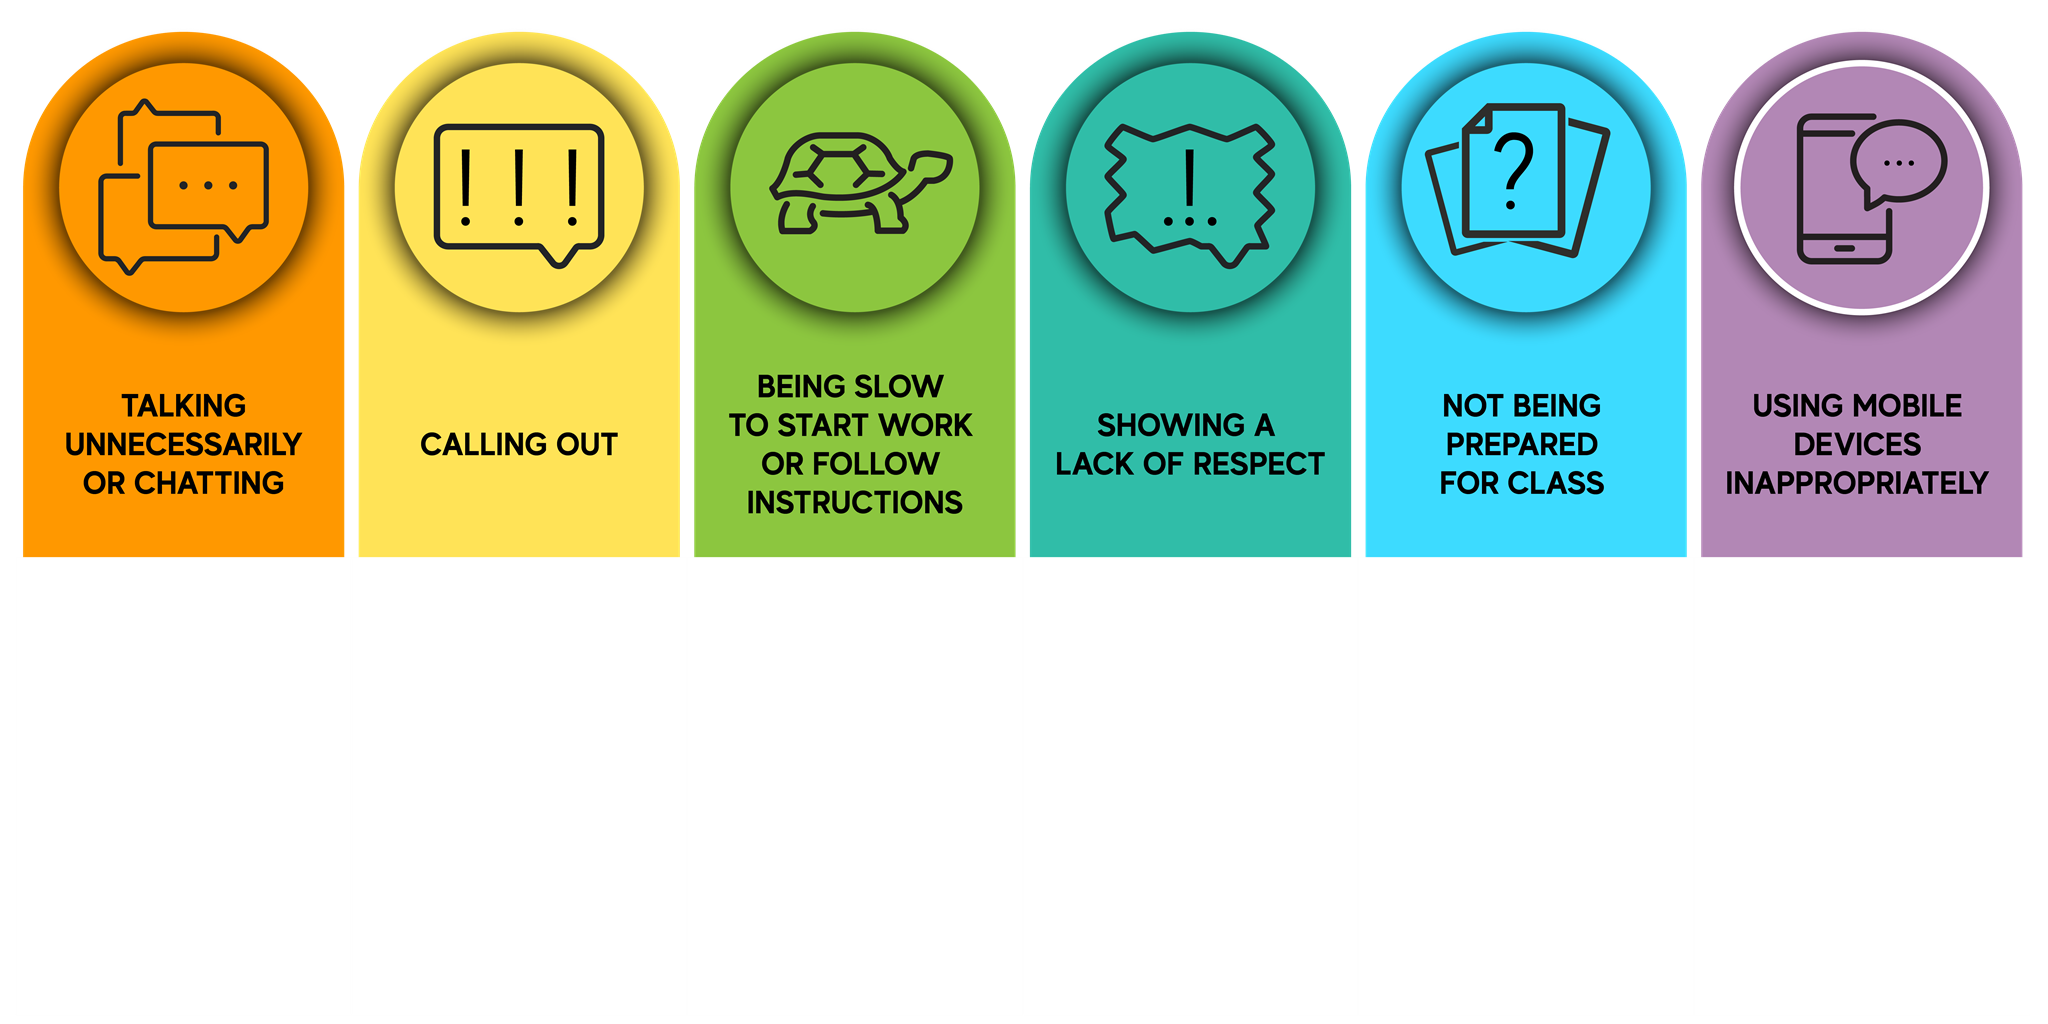 TALKING
UNNECESSARILY
OR CHATTING
! ! !
CALLING OUT
BEING SLOW
TO START WORK
OR FOLLOW
INSTRUCTIONS
!
SHOWING A
LACK OF RESPECT
?
NOT BEING
PREPARED
FOR CLASS
USING MOBILE
DEVICES
INAPPROPRIATELY